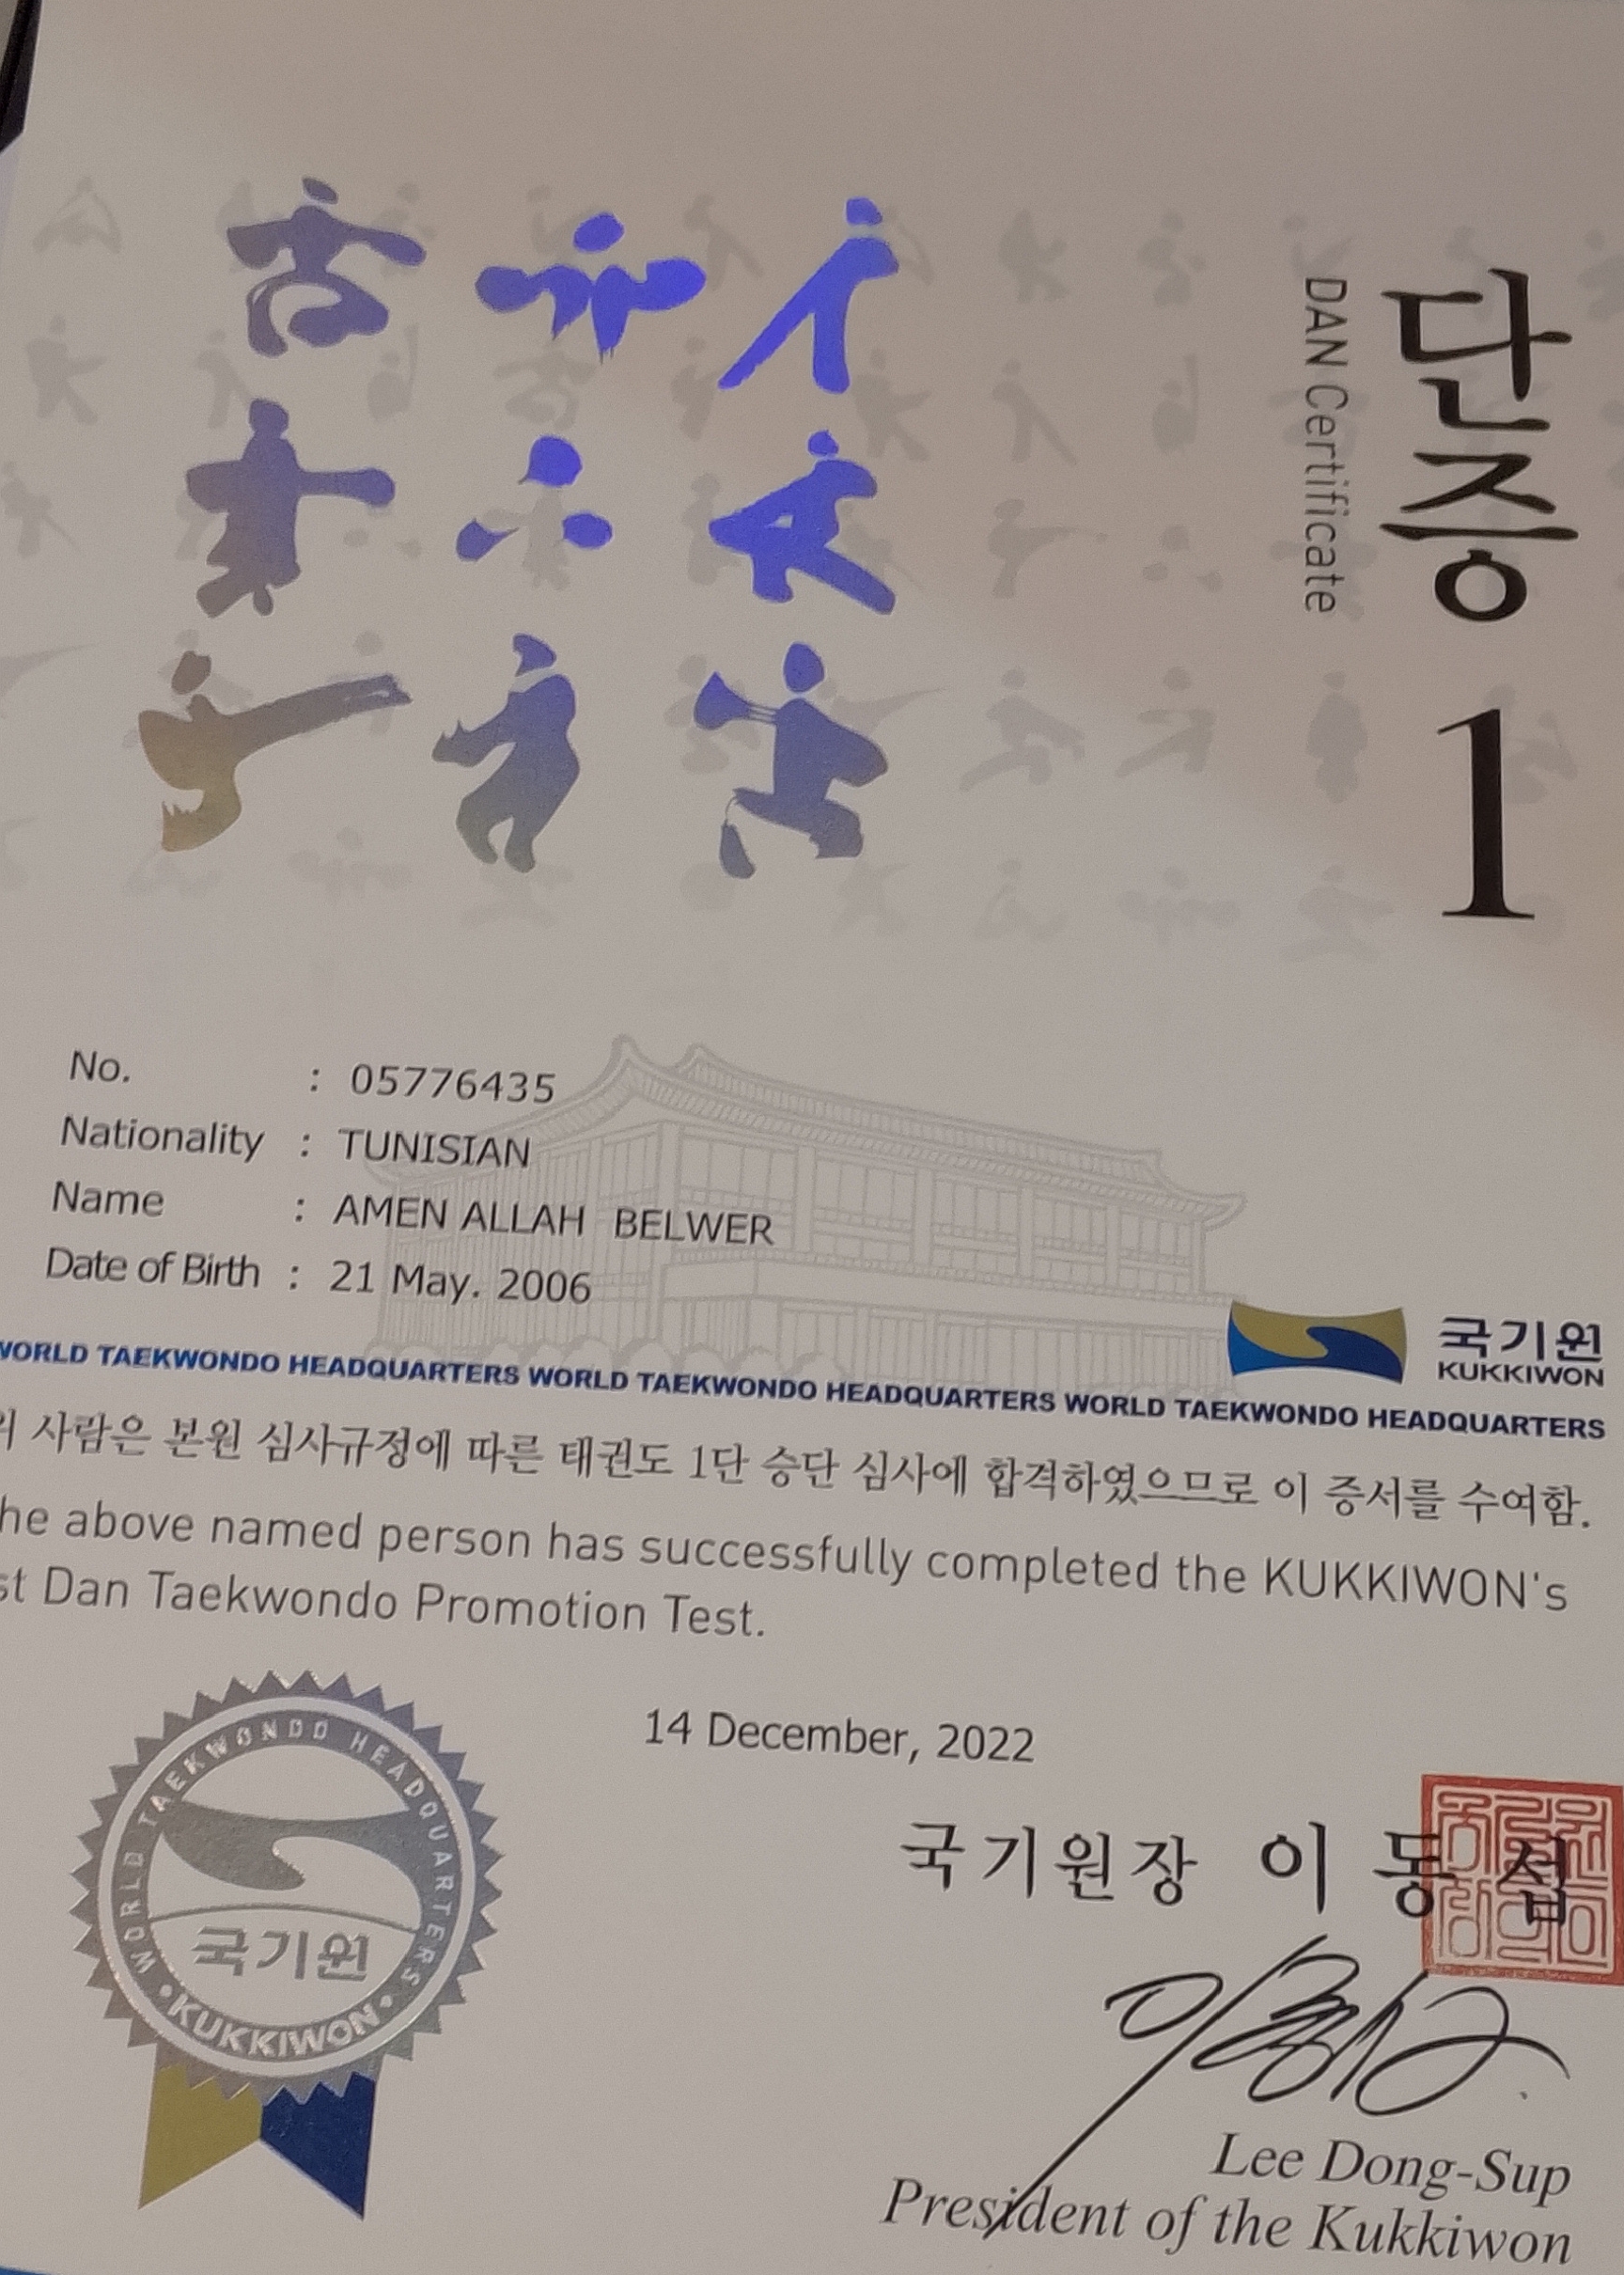 단증 1
DAN Certificate
No. : 05776435
Nationality : TUNISIAN
Name : AMEN ALLAH BELWER
Date of Birth : 21 May. 2006
국기원
KUKKIWON
WORLD TAEKWONDO HEADQUARTERS WORLD TAEKWONDO HEADQUARTERS WORLD TAEKWONDO HEADQUARTERS
사람은 본원 심사규정에 따른 태권도 1단 승단 심사에 합격하였으므로 이 증서를 수여함.
he above named person has successfully completed the KUKKIWON's
st Dan Taekwondo Promotion Test.
14 December, 2022
WORLD TAEKWONDO HEADQUARTERS
국기원
• KUKKIWON •
국기원장 이 동 섭
Lee Dong-Sup
President of the Kukkiwon